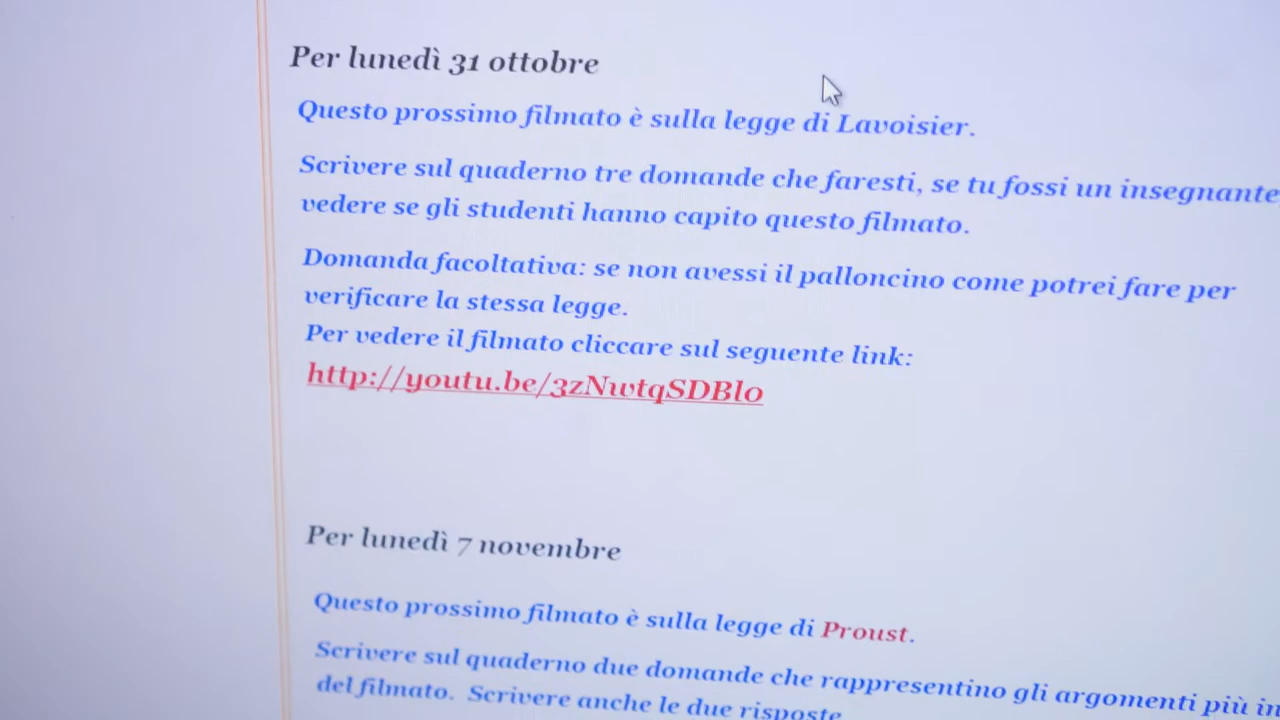 Per lunedì 31 ottobre
Questo prossimo filmato è sulla legge di Lavoisier.
Scrivere sul quaderno tre domande che faresti, se tu fossi un insegnante,
vedere se gli studenti hanno capito questo filmato.
Domanda facoltativa: se non avessi il palloncino come potrei fare per
verificare la stessa legge.
Per vedere il filmato cliccare sul seguente link:
http://youtu.be/3zNwtqSDBl0
Per lunedì 7 novembre
Questo prossimo filmato è sulla legge di Proust.
Scrivere sul quaderno due domande che rappresentino gli argomenti più
del filmato. Scrivere anche le due risposte